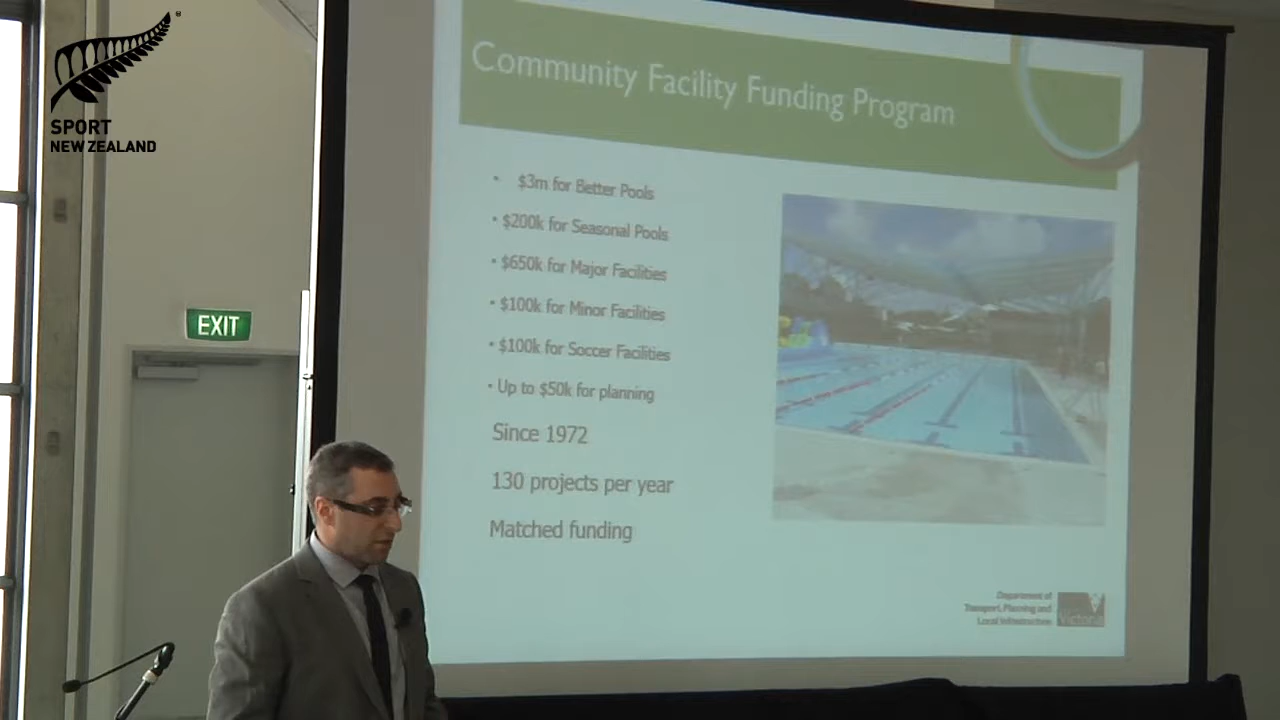 SPORT
NEW ZEALAND
EXIT
Community Facility Funding Program
• $3m for Better Pools
• $200k for Seasonal Pools
• $650k for Major Facilities
• $100k for Minor Facilities
• $100k for Soccer Facilities
• Up to $50k for planning
Since 1972
130 projects per year
Matched funding
Department of
Transport, Planning and
Local Infrastructure
Victoria